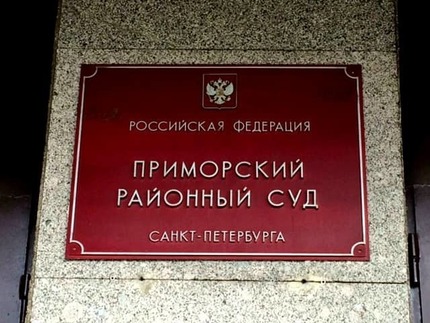 РОССИЙСКАЯ ФЕДЕРАЦИЯ
ПРИМОРСКИЙ
РАЙОННЫЙ СУД
САНКТ-ПЕТЕРБУРГА